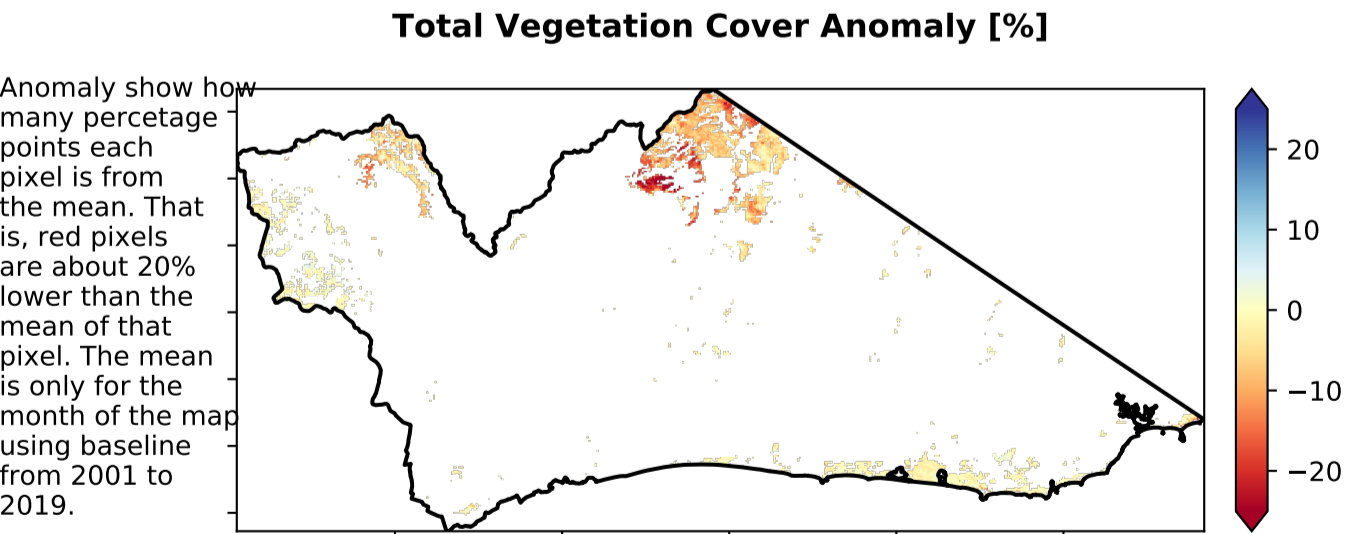 Total Vegetation Cover Anomaly [%]
Anomaly show how
many percetage
points each
pixel is from
the mean. That
is, red pixels
are about 20%
lower than the
mean of that
pixel. The mean
is only for the
month of the map
using baseline
from 2001 to
2019.
20
10
0
−10
−20